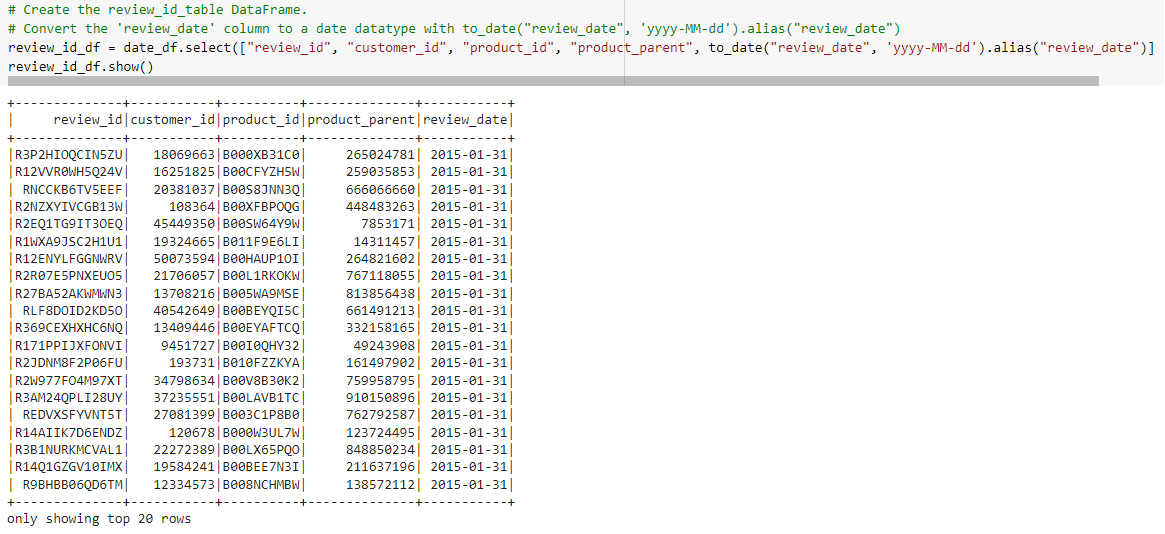 # Create the review_id_table DataFrame.
# Convert the 'review_date' column to a date datatype with to_date("review_date", 'yyyy-MM-dd').alias("review_date")
review_id_df = date_df.select(["review_id", "customer_id", "product_id", "product_parent", to_date("review_date", 'yyyy-MM-dd').alias("review_date")]
review_id_df.show()
+--------------+-----------+----------+--------------+-----------+
|     review_id|customer_id|product_id|product_parent|review_date|
+--------------+-----------+----------+--------------+-----------+
|R3P2HIOQCIN5ZU|   18069663|B000XB31C0|     265024781| 2015-01-31|
|R12VVR0WH5Q24V|   16251825|B00CFYZH5W|     259035853| 2015-01-31|
| RNCCKB6TV5EEF|   20381037|B00S8JNN3Q|     666066660| 2015-01-31|
|R2NZXYIVCGB13W|     108364|B00XFBPOQG|     448483263| 2015-01-31|
|R2EQ1TG9IT3OEQ|   45449350|B00SW64Y9W|       7853171| 2015-01-31|
|R1WXA9JSC2H1U1|   19324665|B011F9E6LI|      14311457| 2015-01-31|
|R12ENYLFGGNWRV|   50073594|B00HAUP1OI|     264821602| 2015-01-31|
|R2R07E5PNXEUO5|   21706057|B00L1RKOKW|     767118055| 2015-01-31|
|R27BA52AKWMWN3|   13708216|B005WA9MSE|     813856438| 2015-01-31|
| RLF8DOID2KD5O|   40542649|B00BEYQI5C|     661491213| 2015-01-31|
|R369CEXHXHC6NQ|   13409446|B00EYAFTCQ|     332158165| 2015-01-31|
|R171PPIJXFONVI|    9451727|B00I0QHY32|      49243908| 2015-01-31|
|R2JDNM8F2P06FU|     193731|B010FZZKYA|     161497902| 2015-01-31|
|R2W977FO4M97XT|   34798634|B00V8B30K2|     759958795| 2015-01-31|
|R3AM24QPLI28UY|   37235551|B00LAVB1TC|     910150896| 2015-01-31|
| REDVXSFYVNT5T|   27081399|B003C1P8B0|     762792587| 2015-01-31|
|R14AIIK7D6ENDZ|     120678|B000W3UL7W|     123724495| 2015-01-31|
|R3B1NURKMCVAL1|   22272389|B00LX65PQO|     848850234| 2015-01-31|
|R14Q1GZGV10IMX|   19584241|B00BEE7N3I|     211637196| 2015-01-31|
| R9BHBB06QD6TM|   12334573|B008NCHMBW|     138572112| 2015-01-31|
+--------------+-----------+----------+--------------+-----------+
only showing top 20 rows